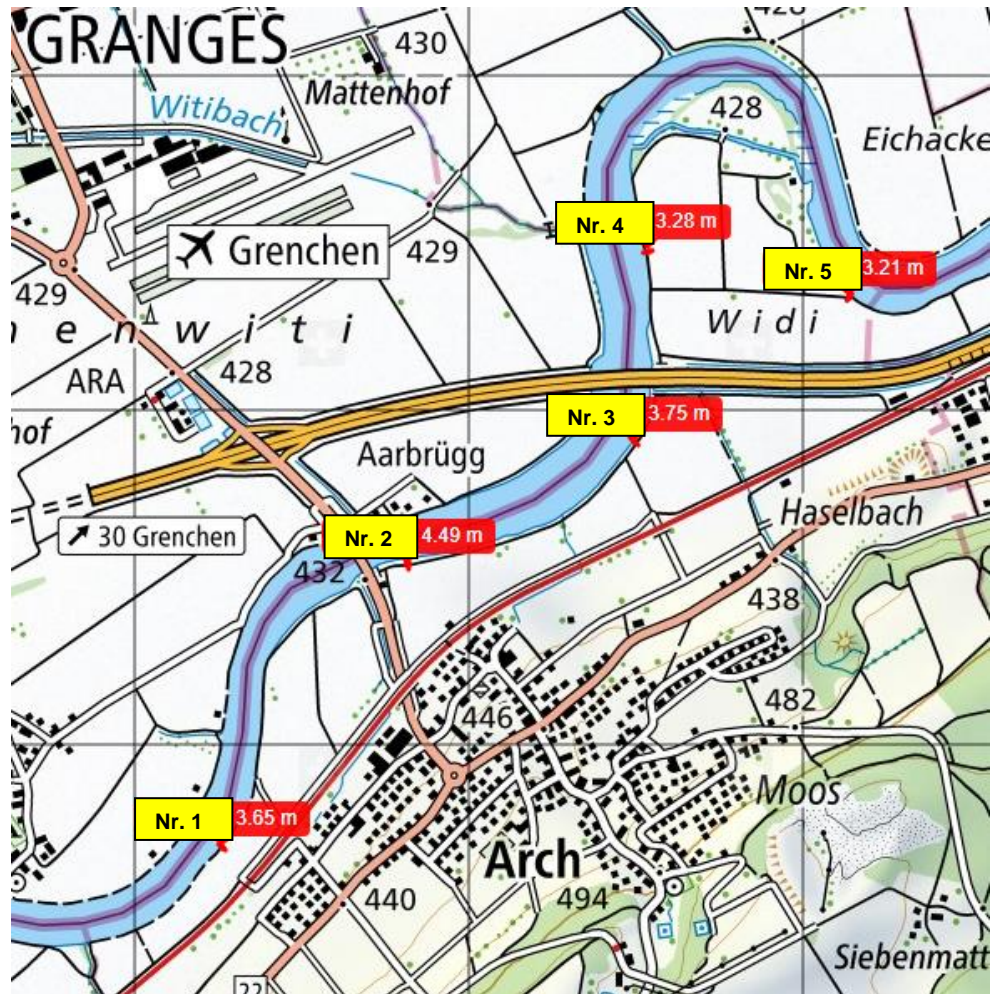 GRANGES
430
428
Mattenhof
Witibach
428
Eichacke
Nr. 4
3.28 m
Grenchen
429
429
Nr. 5
3.21 m
n e n w i t i
Widi
ARA
428
Nr. 3
3.75 m
hof
Aarbrügg
30 Grenchen
Nr. 2
4.49 m
Haselbach
432
438
446
482
Moos
Nr. 1
3.65 m
Arch
440
494
Siebenmatt
22